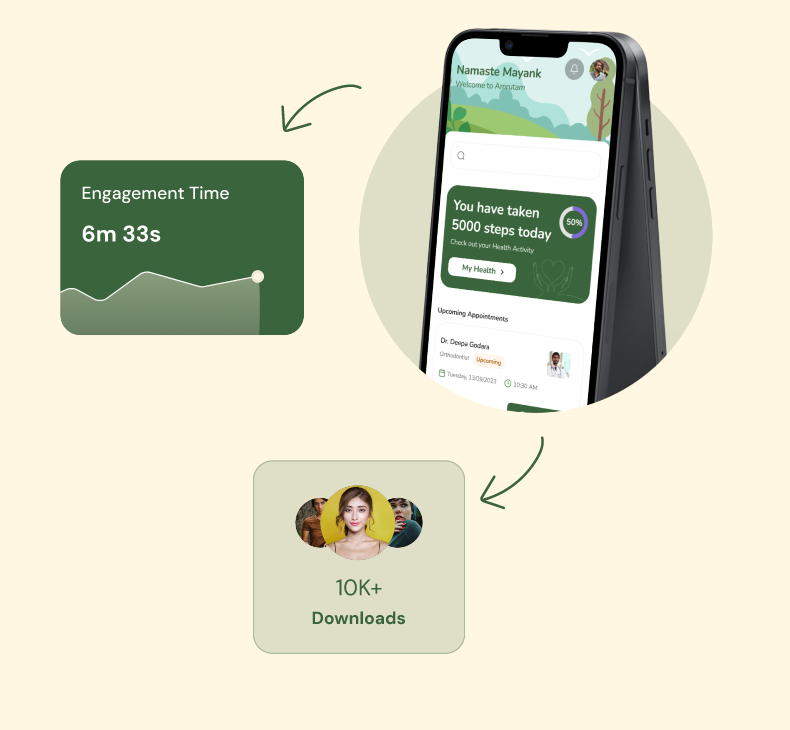 Namaste Mayank
Welcome to Amrutam
Engagement Time
6m 33s
You have taken
5000 steps today
50%
Check out your Health Activity
My Health
Upcoming Appointments
Dr. Deepa Godara
Orthodontist
Upcoming
Tuesday, 13/09/2023
10:30 AM
10K+
Downloads